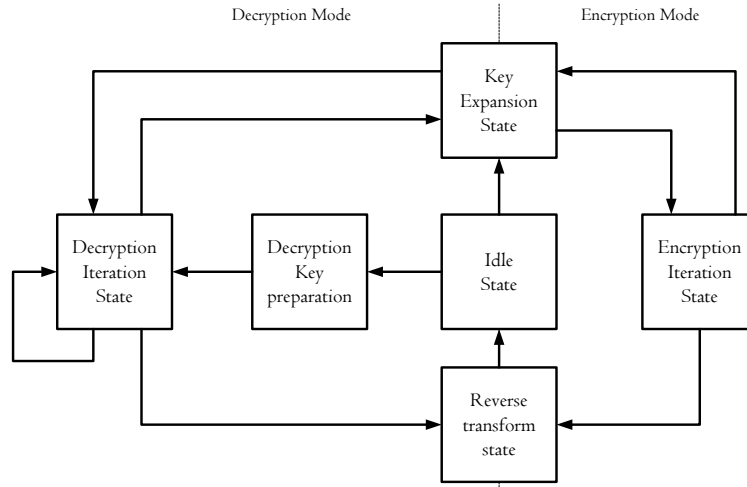 Decryption Mode
Encryption Mode
Key
Expansion
State
Decryption
Iteration
State
Decryption
Key
preparation
Idle
State
Encryption
Iteration
State
Reverse
transform
state